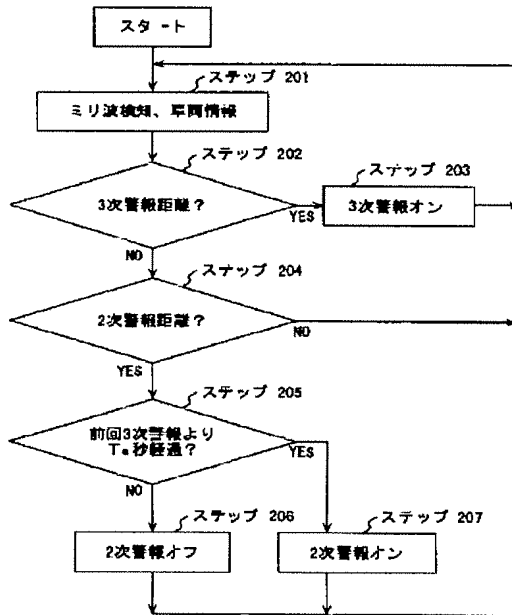 スタート
ステップ 201
ミリ波検知、車両情報
ステップ 202
3次警報距離?
YES
ステップ 203
3次警報オン
NO
ステップ 204
2次警報距離?
NO
YES
ステップ 205
前回3次警報より
秒経過?
YES
NO
ステップ 206
2次警報オフ
ステップ 207
2次警報オン